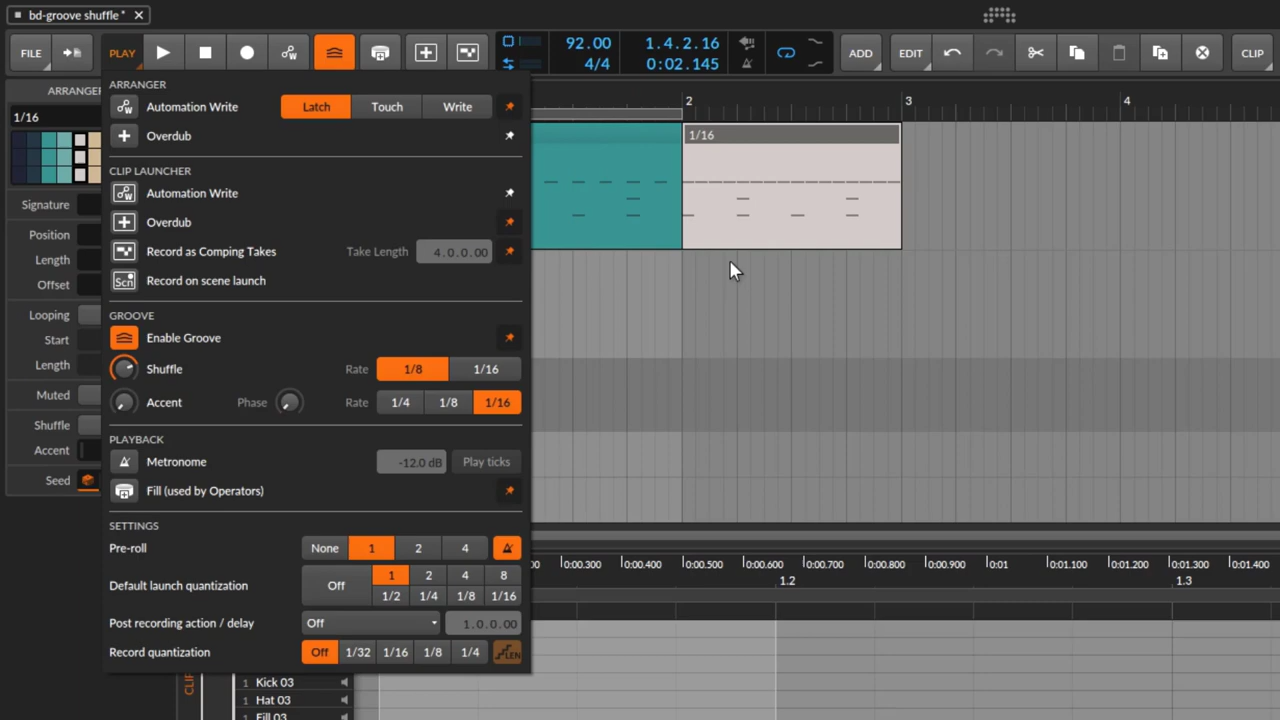 bd-groove shuffle *
FILE PLAY 92.00 4/4 1.4.2.16 0:02.145 ADD EDIT CLIP
ARRANGER
1/16
Signature
Position
Length
Offset
Looping
Start
Length
Muted
Shuffle
Accent
Seed
ARRANGER
Automation Write Latch Touch Write
Overdub
CLIP LAUNCHER
Automation Write
Overdub
Record as Comping Takes Take Length 4.0.0.00
Scn Record on scene launch
GROOVE
Enable Groove
Shuffle Rate 1/8 1/16
Accent Phase Rate 1/4 1/8 1/16
PLAYBACK
Metronome -12.0 dB Play ticks
Fill (used by Operators)
SETTINGS
Pre-roll None 1 2 4
Default launch quantization Off 1 2 4 8
1/2 1/4 1/8 1/16
Post recording action / delay Off 1.0.0.00
Record quantization Off 1/32 1/16 1/8 1/4 LEN
2 3 4
1/16
0:00.300 0:00.400 0:00.500 0:00.600 0:00.700 0:00.800 0:00.900 0:01 0:01.100 0:01.200 0:01.300 0:01.400
1.2 1.3
1 Kick 03
1 Hat 03
1 Fill 03